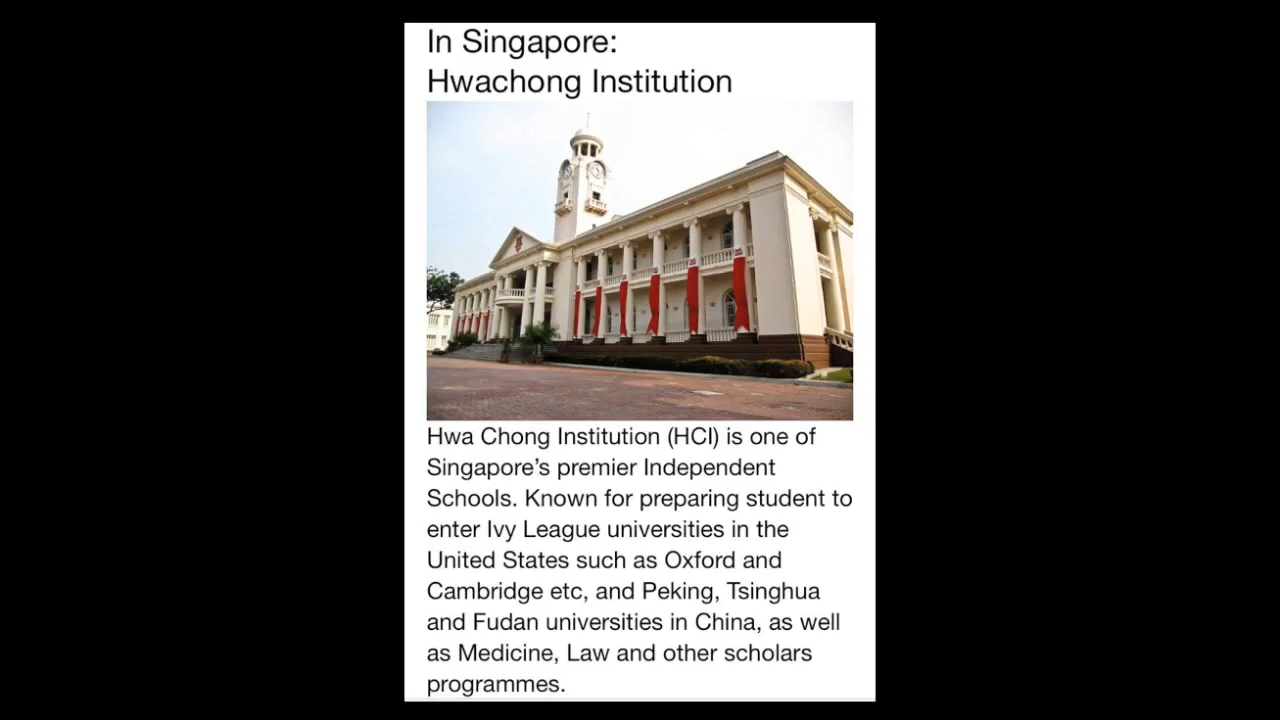 In Singapore:
Hwachong Institution
Hwa Chong Institution (HCI) is one of
Singapore’s premier Independent
Schools. Known for preparing student to
enter Ivy League universities in the
United States such as Oxford and
Cambridge etc, and Peking, Tsinghua
and Fudan universities in China, as well
as Medicine, Law and other scholars
programmes.